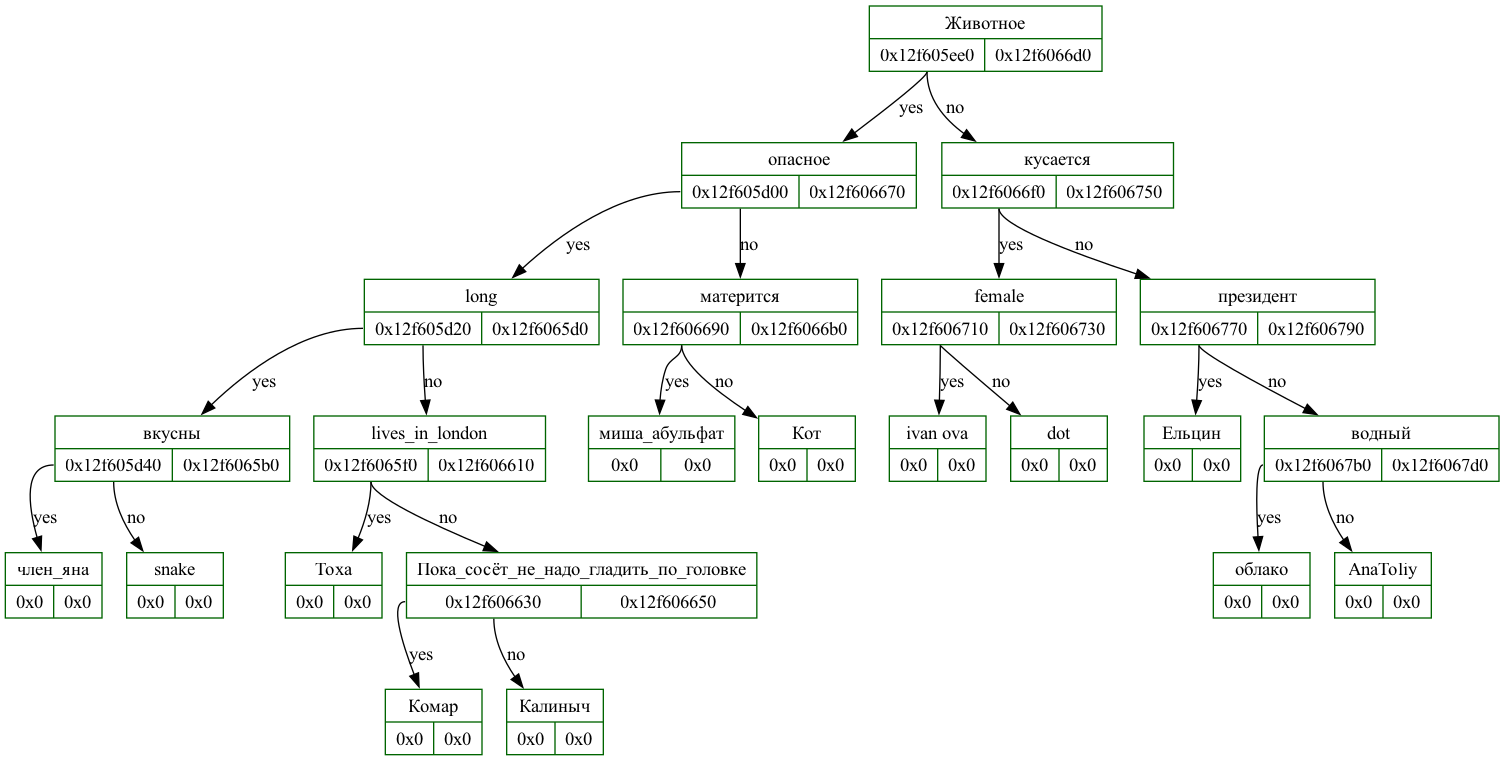 Животное
0x12f605ee0 0x12f6066d0
yes no
опасное кусается
0x12f605d00 0x12f606670 0x12f6066f0 0x12f606750
yes no yes no
long матерится female президент
0x12f605d20 0x12f6065d0 0x12f606690 0x12f6066b0 0x12f606710 0x12f606730 0x12f606770 0x12f606790
yes no yes no yes no yes no
вкусны lives_in_london миша_абульфат Кот ivan ova dot Ельцин водный
0x12f605d40 0x12f6065b0 0x12f6065f0 0x12f606610 0x0 0x0 0x0 0x0 0x0 0x0 0x0 0x0 0x0 0x0 0x12f6067b0 0x12f6067d0
yes no yes no yes no
член_яна snake Тоха Пока_сосёт_не_надо_гладить_по_головке облако AnaToliy
0x0 0x0 0x0 0x0 0x0 0x0 0x12f606630 0x12f606650 0x0 0x0 0x0 0x0
yes no
Комар Калиныч
0x0 0x0 0x0 0x0